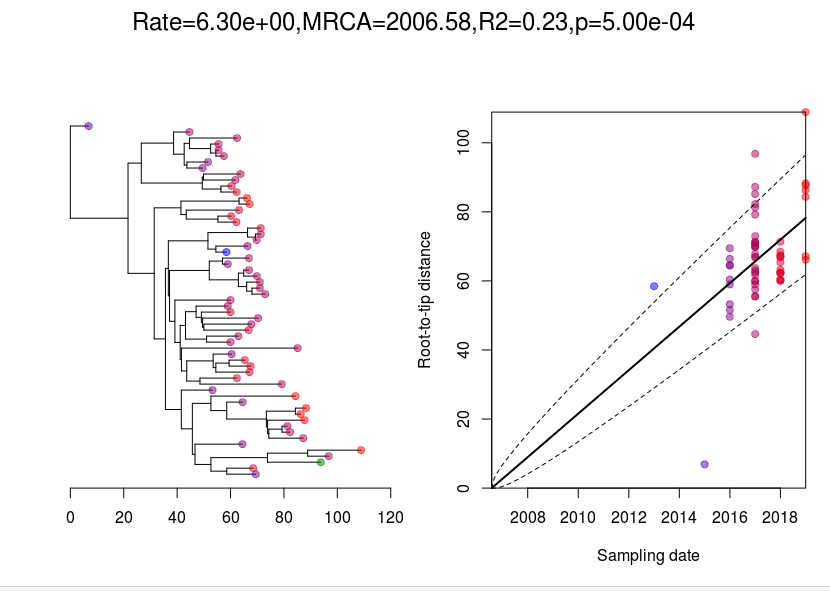 Rate=6.30e+00,MRCA=2006.58,R2=0.23,p=5.00e-04
0 20 40 60 80 100 120
Root-to-tip distance
100
80
60
40
20
0
2008 2010 2012 2014 2016 2018
Sampling date